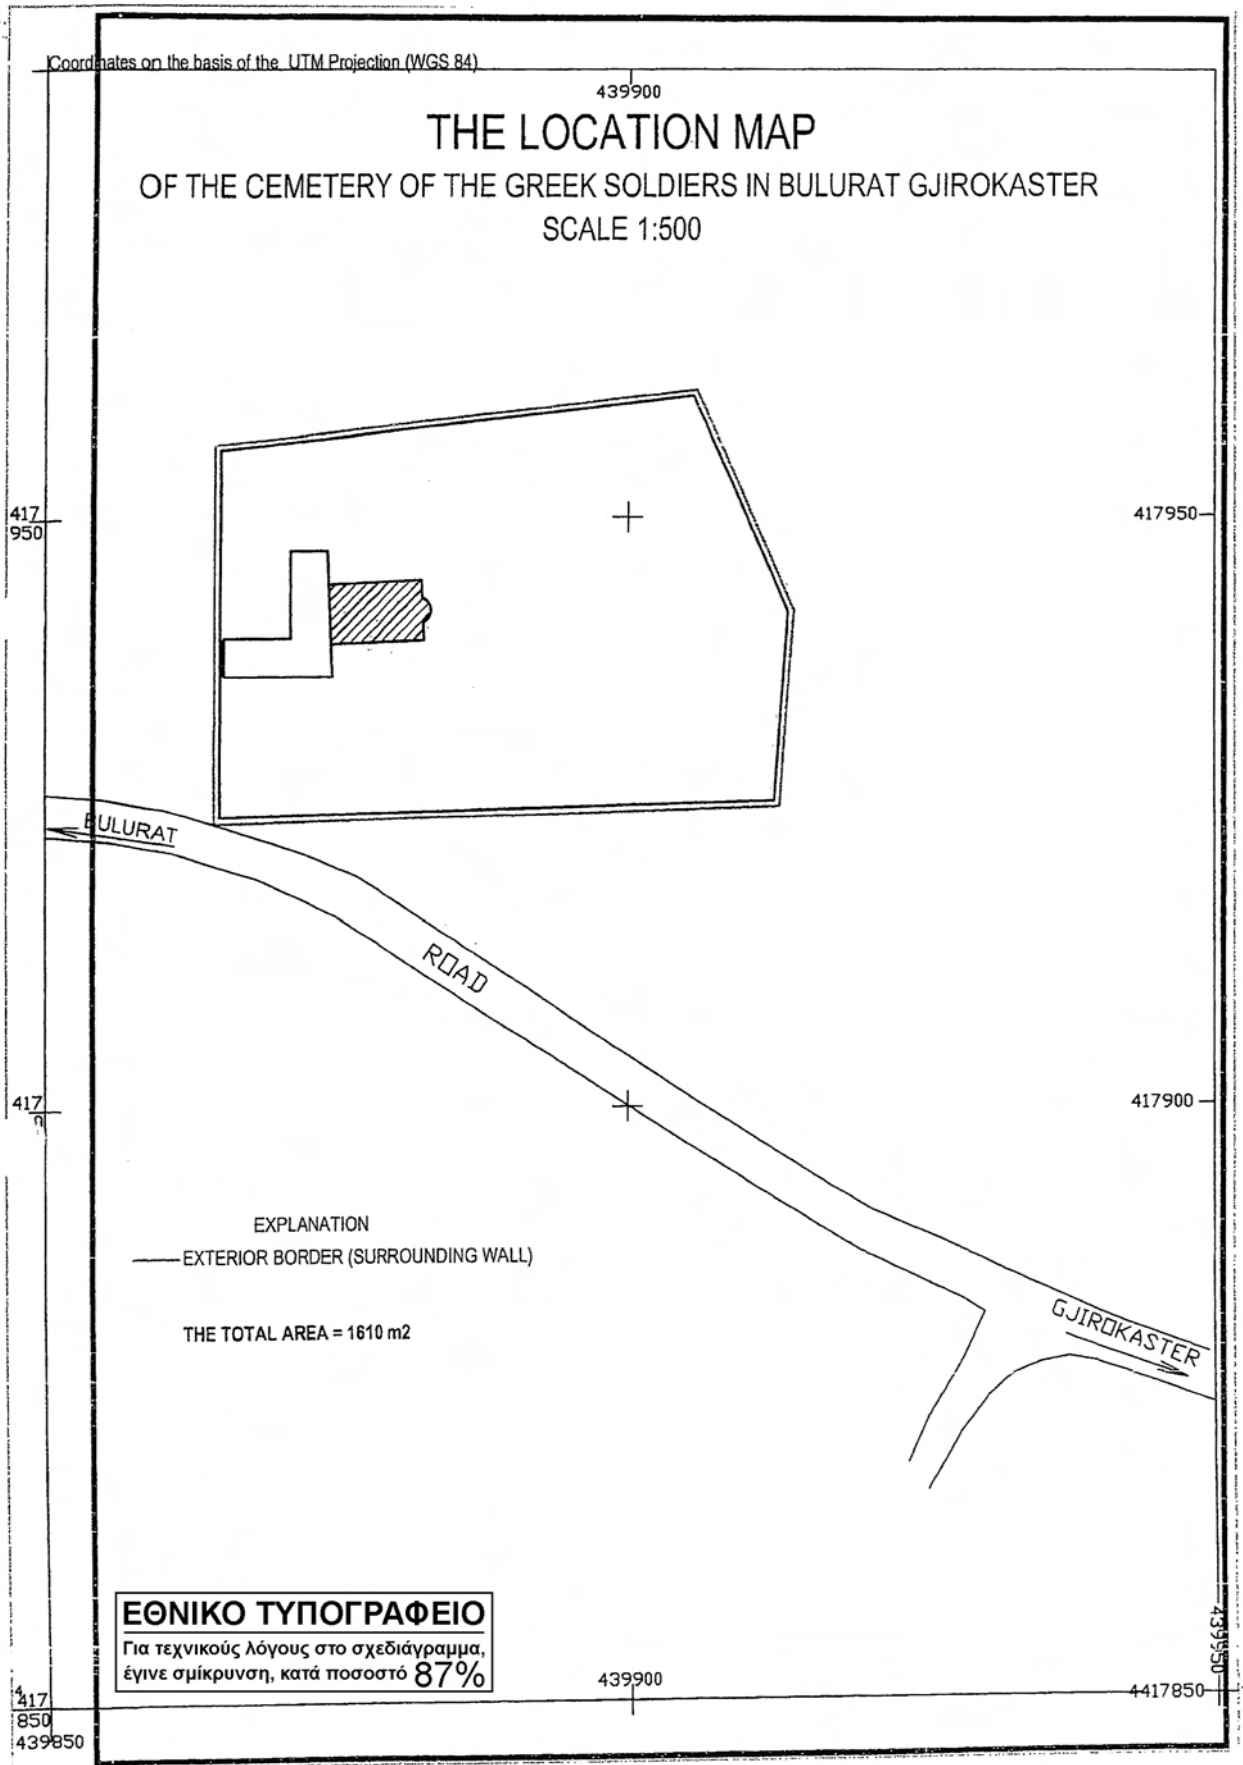 Coordinates on the basis of the UTM Projection (WGS 84)
439900
THE LOCATION MAP
OF THE CEMETERY OF THE GREEK SOLDIERS IN BULURAT GJIROKASTER
SCALE 1:500
417
950
417950
BULURAT
ROAD
417
417900
EXPLANATION
EXTERIOR BORDER (SURROUNDING WALL)
GJIROKASTER
THE TOTAL AREA = 1610 m2
ΕΘΝΙΚΟ ΤΥΠΟΓΡΑΦΕΙΟ
Για τεχνικούς λόγους στο σχεδιάγραμμα,
έγινε σμίκρυνση, κατά ποσοστό 87%
439900
439950
4417850
4417
850
439850